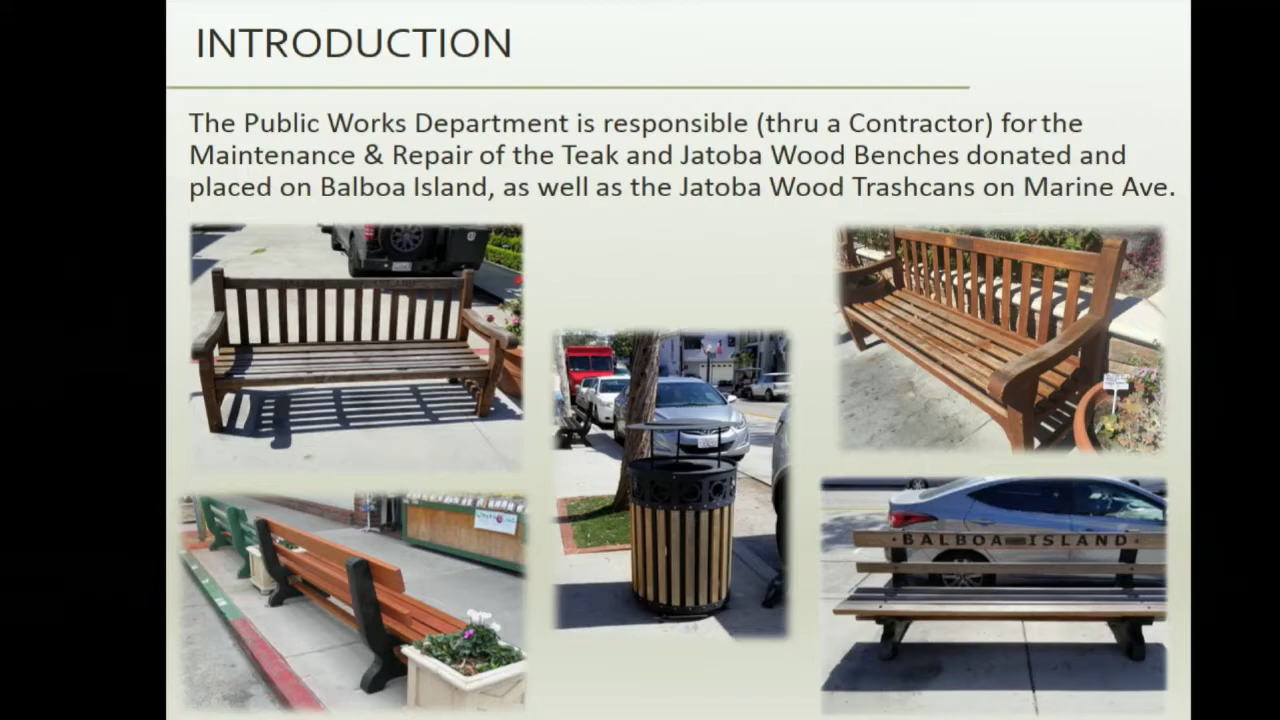 INTRODUCTION
The Public Works Department is responsible (thru a Contractor) for the
Maintenance & Repair of the Teak and Jatoba Wood Benches donated and
placed on Balboa Island, as well as the Jatoba Wood Trashcans on Marine Ave.
BALBOA ISLAND